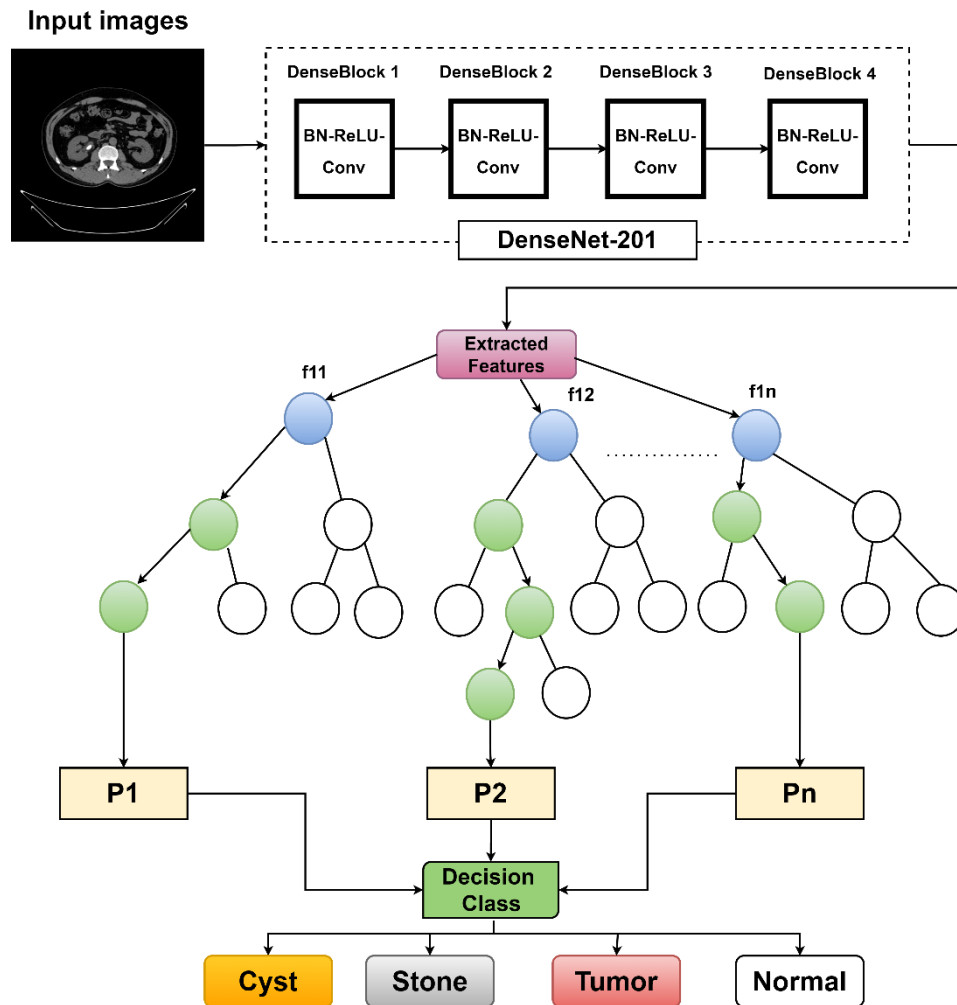 Input images
DenseBlock 1
DenseBlock 2
DenseBlock 3
DenseBlock 4
BN-ReLU-
Conv
BN-ReLU-
Conv
BN-ReLU-
Conv
BN-ReLU-
Conv
DenseNet-201
Extracted
Features
f11
f12
f1n
P1
P2
Pn
Decision
Class
Cyst
Stone
Tumor
Normal